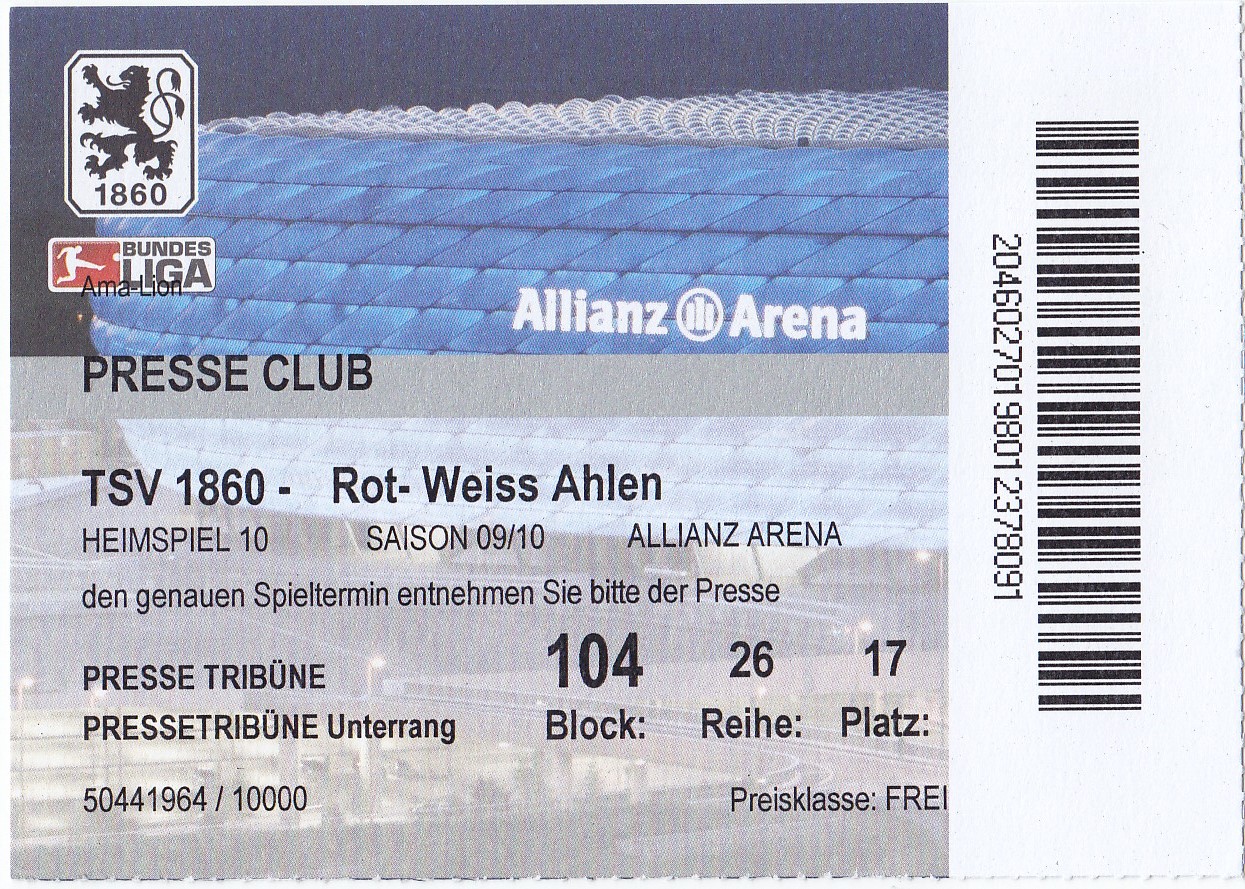 1860
BUNDES
LIGA
Ama-Lion
Allianz Arena
PRESSE CLUB
TSV 1860 - Rot- Weiss Ahlen
HEIMSPIEL 10 SAISON 09/10 ALLIANZ ARENA
den genauen Spieltermin entnehmen Sie bitte der Presse
PRESSE TRIBÜNE 104 26 17
PRESSETRIBÜNE Unterrang Block: Reihe: Platz:
50441964 / 10000 Preisklasse: FREI
20460270198012378091